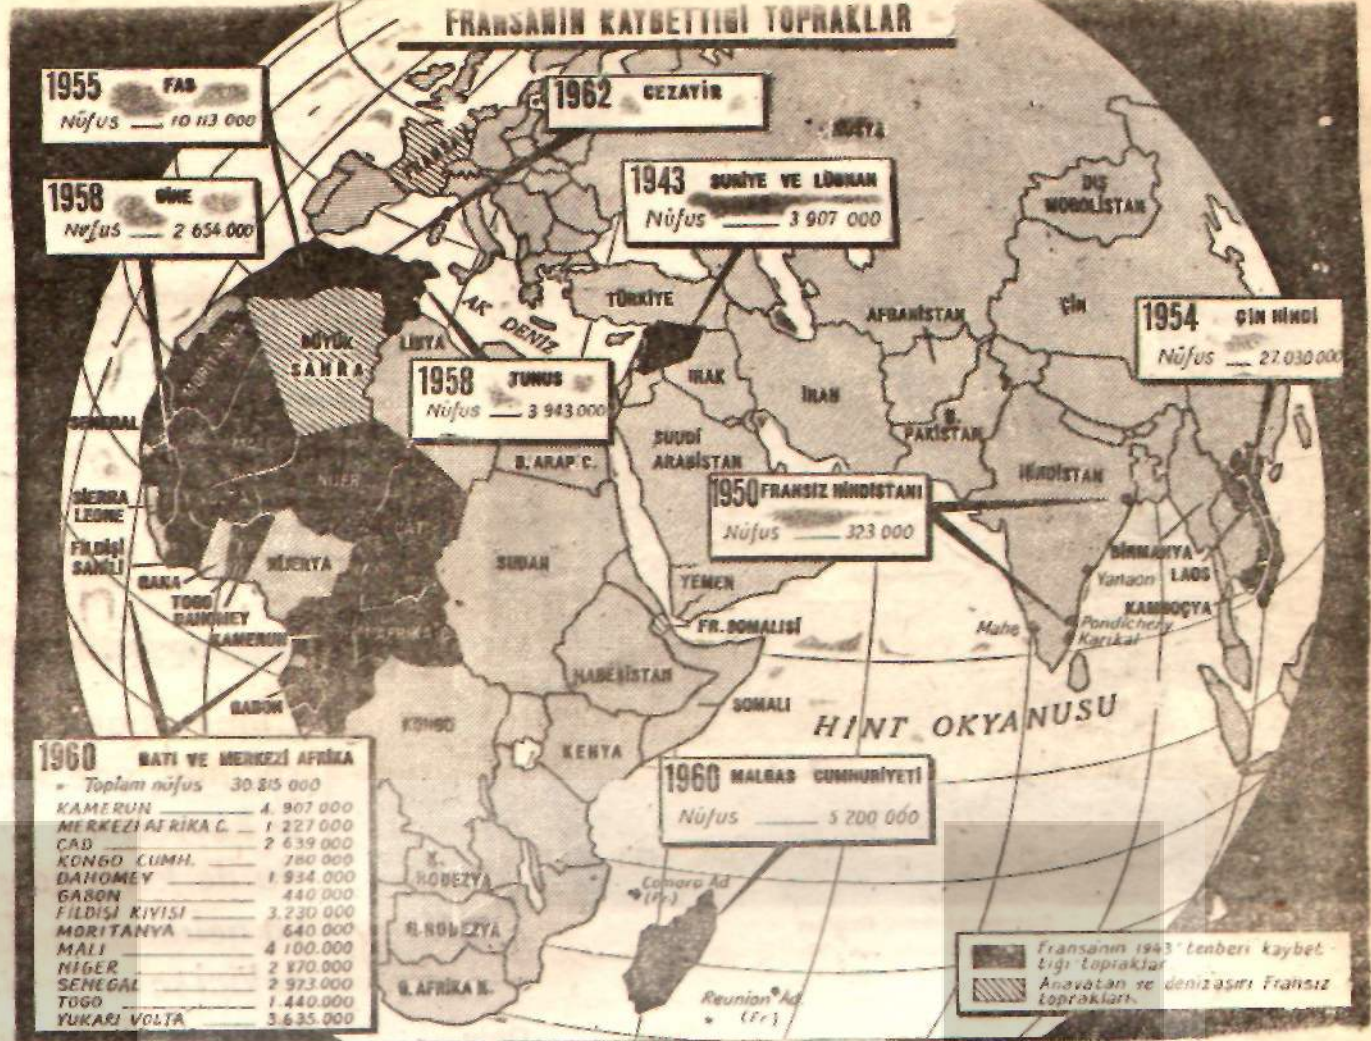 FRANSANIN KAYBETTIGI TOPRAKLAR
1955 FAS
Nüfus 10 113 000
1962 CEZAYİR
1958 GİNE
Nüfus 2 654.000
1943 SURİYE VE LÜBNAN
Nüfus 3 907 000
1954 ÇİN HİNDİ
Nüfus 27.030 000
1958 TUNUS
Nüfus 3 943.000
1950 FRANSIZ HİNDİSTANI
Nüfus 323 000
RUSYA
DIŞ
MOĞOLİSTAN
ÇİN
AFGANİSTAN
TÜRKİYE
AK DENİZ
BÜYÜK
SAHRA
LİBYA
IRAK
İRAN
B.
PAKİSTAN
SUUDİ
ARABİSTAN
B. ARAP C.
HİNDİSTAN
SENEGAL
NİJER
SİERRA
LEONE
FİLDİŞİ
SAHİLİ
GANA
TOGO
DAHOMEY
KAMERUN
GABON
NİJERYA
SUDAN
YEMEN
FR. SOMALISİ
HABEŞİSTAN
SOMALI
KONGO
KENYA
BİRMANYA
Yanaon
LAOS
KAMBOÇYA
Mahe
Pondichery
Karikal
HİNT OKYANUSU
1960 BATI VE MERKEZİ AFRİKA
Toplam nüfus 30 815 000
KAMERUN 4. 907 000
MERKEZİ AFRİKA C. 1 227 000
CAD 2 639 000
KONGO CUMH. 780 000
DAHOMEY 1.934.000
GABON 440 000
FİLDİŞİ KIYISI 3.230 000
MORITANYA 640 000
MALI 4 100.000
NİGER 2 870.000
SENEGAL 2 973.000
TOGO 1.440.000
YUKARI VOLTA 3.635.000
1960 MALGAS CUMHURİYETİ
Nüfus 5 200 000
K.
RODEZYA
G. RODEZYA
G. AFRİKA B.
Comoro Ad
(Fr.)
Reunion Ad.
(Fr.)
Fransanın 1943'tenberi kaybet-
tiği topraklar
Anavatan ve denizaşırı Fransız
toprakları.